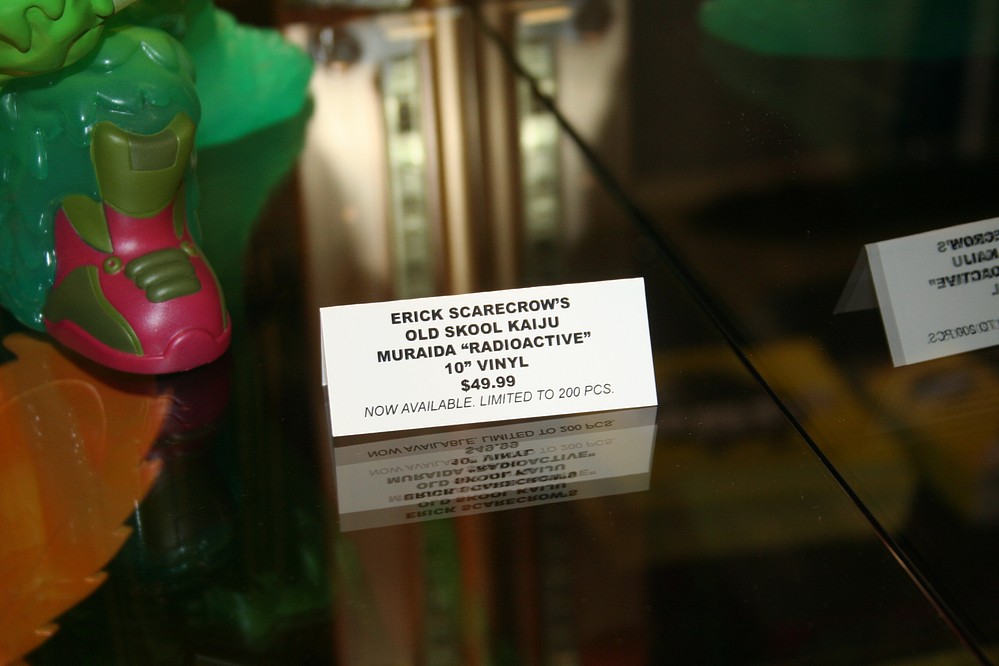 ERICK SCARECROW'S
OLD SKOOL KAIJU
MURAIDA "RADIOACTIVE"
10" VINYL
$49.99
NOW AVAILABLE. LIMITED TO 200 PCS.